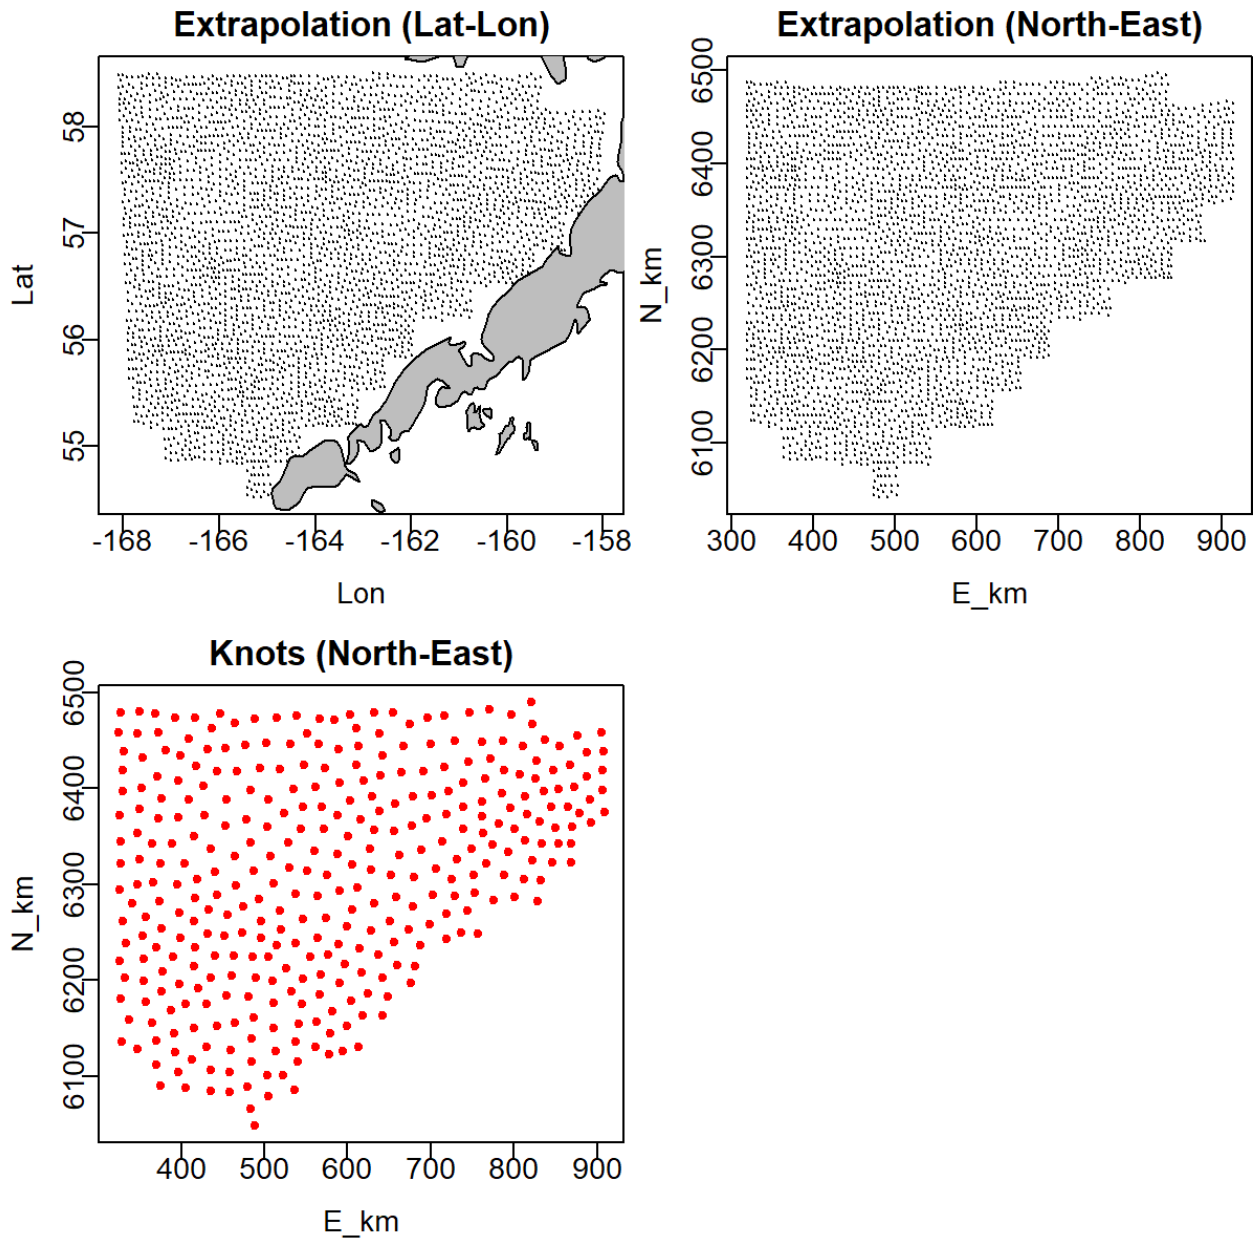 Extrapolation (Lat-Lon)
58
57
56
55
Lat
-168 -166 -164 -162 -160 -158
Lon
Extrapolation (North-East)
6500
6400
6300
6200
6100
N_km
300 400 500 600 700 800 900
E_km
Knots (North-East)
6500
6400
6300
6200
6100
N_km
400 500 600 700 800 900
E_km